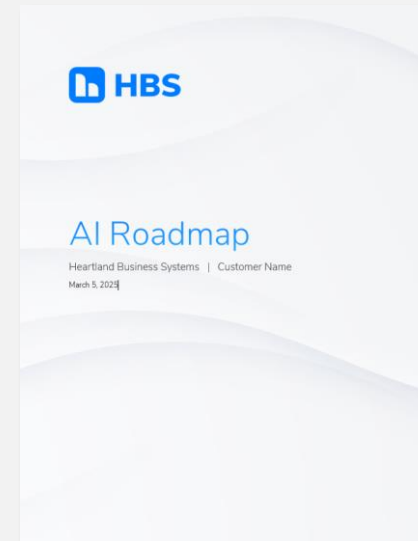 HBS
AI Roadmap
Heartland Business Systems | Customer Name
March 5, 2025